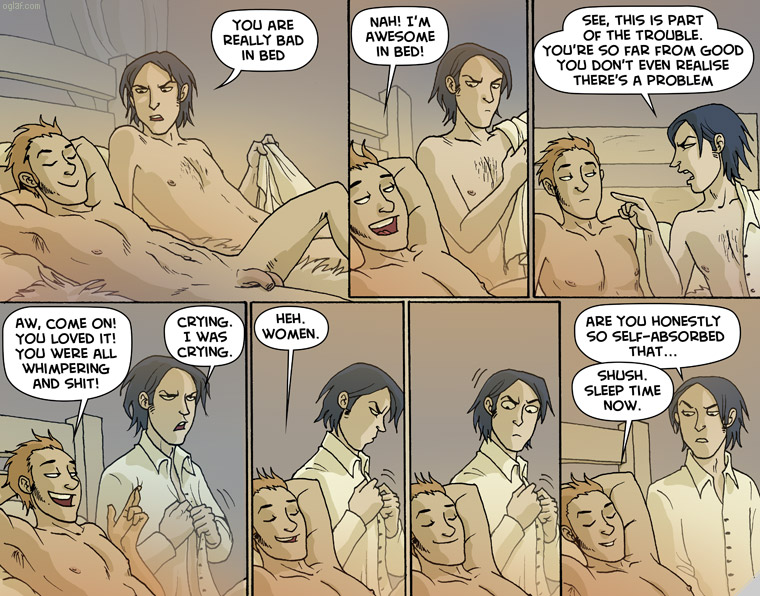 oglaf.com
YOU ARE
REALLY BAD
IN BED
NAH! I'M
AWESOME
IN BED!
SEE, THIS IS PART
OF THE TROUBLE.
YOU'RE SO FAR FROM GOOD
YOU DON'T EVEN REALISE
THERE'S A PROBLEM
AW, COME ON!
YOU LOVED IT!
YOU WERE ALL
WHIMPERING
AND SHIT!
CRYING.
I WAS
CRYING.
HEH.
WOMEN.
ARE YOU HONESTLY
SO SELF-ABSORBED
THAT...
SHUSH.
SLEEP TIME
NOW.